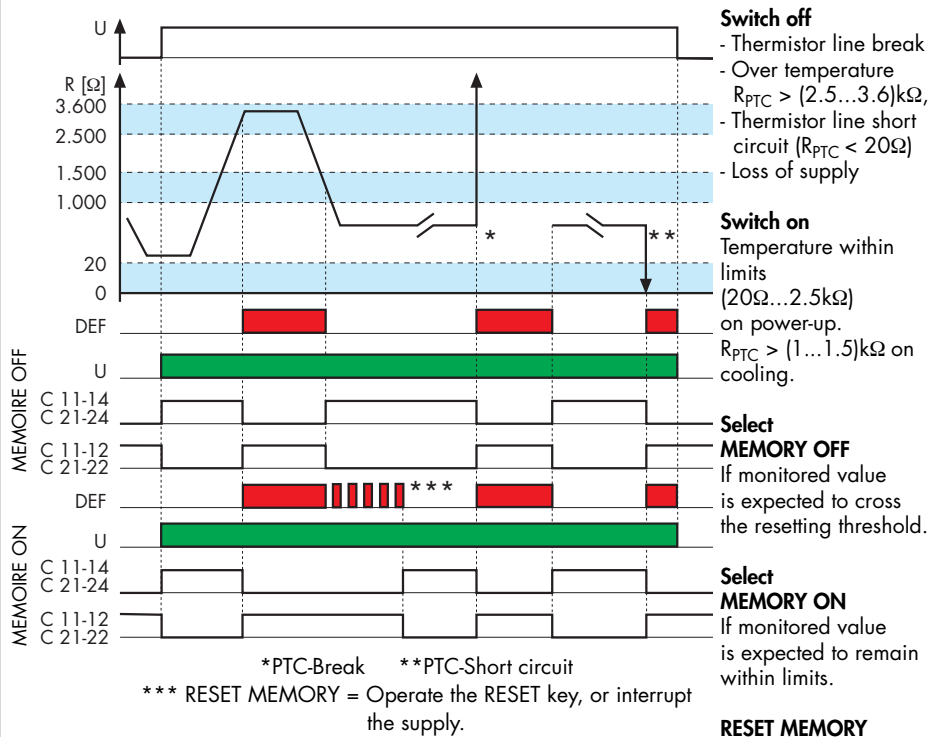 U
R [Ω]
3.600
2.500
1.500
1.000
20
0
*
**
DEF
MEMOIRE OFF
U
C 11-14
C 21-24
C 11-12
C 21-22
DEF
***
MEMOIRE ON
U
C 11-14
C 21-24
C 11-12
C 21-22
*PTC-Break **PTC-Short circuit
*** RESET MEMORY = Operate the RESET key, or interrupt
the supply.
Switch off
- Thermistor line break
- Over temperature
RPTC > (2.5...3.6)kΩ,
- Thermistor line short
circuit (RPTC < 20Ω)
- Loss of supply
Switch on
Temperature within
limits
(20Ω...2.5kΩ)
on power-up.
RPTC > (1...1.5)kΩ on
cooling.
Select
MEMORY OFF
If monitored value
is expected to cross
the resetting threshold.
Select
MEMORY ON
If monitored value
is expected to remain
within limits.
RESET MEMORY